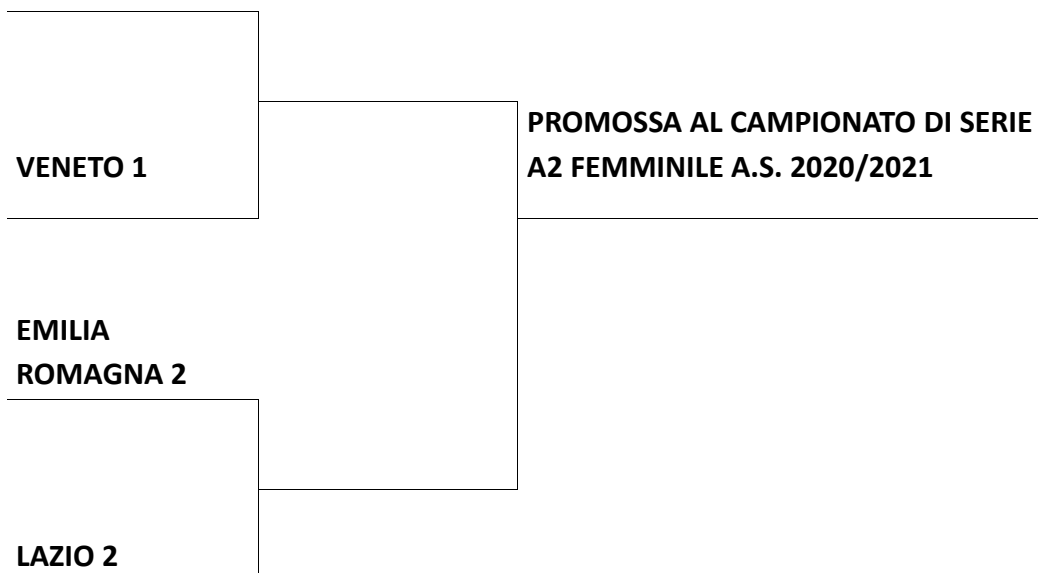 PROMOSSA AL CAMPIONATO DI SERIE
A2 FEMMINILE A.S. 2020/2021
VENETO 1
EMILIA
ROMAGNA 2
LAZIO 2